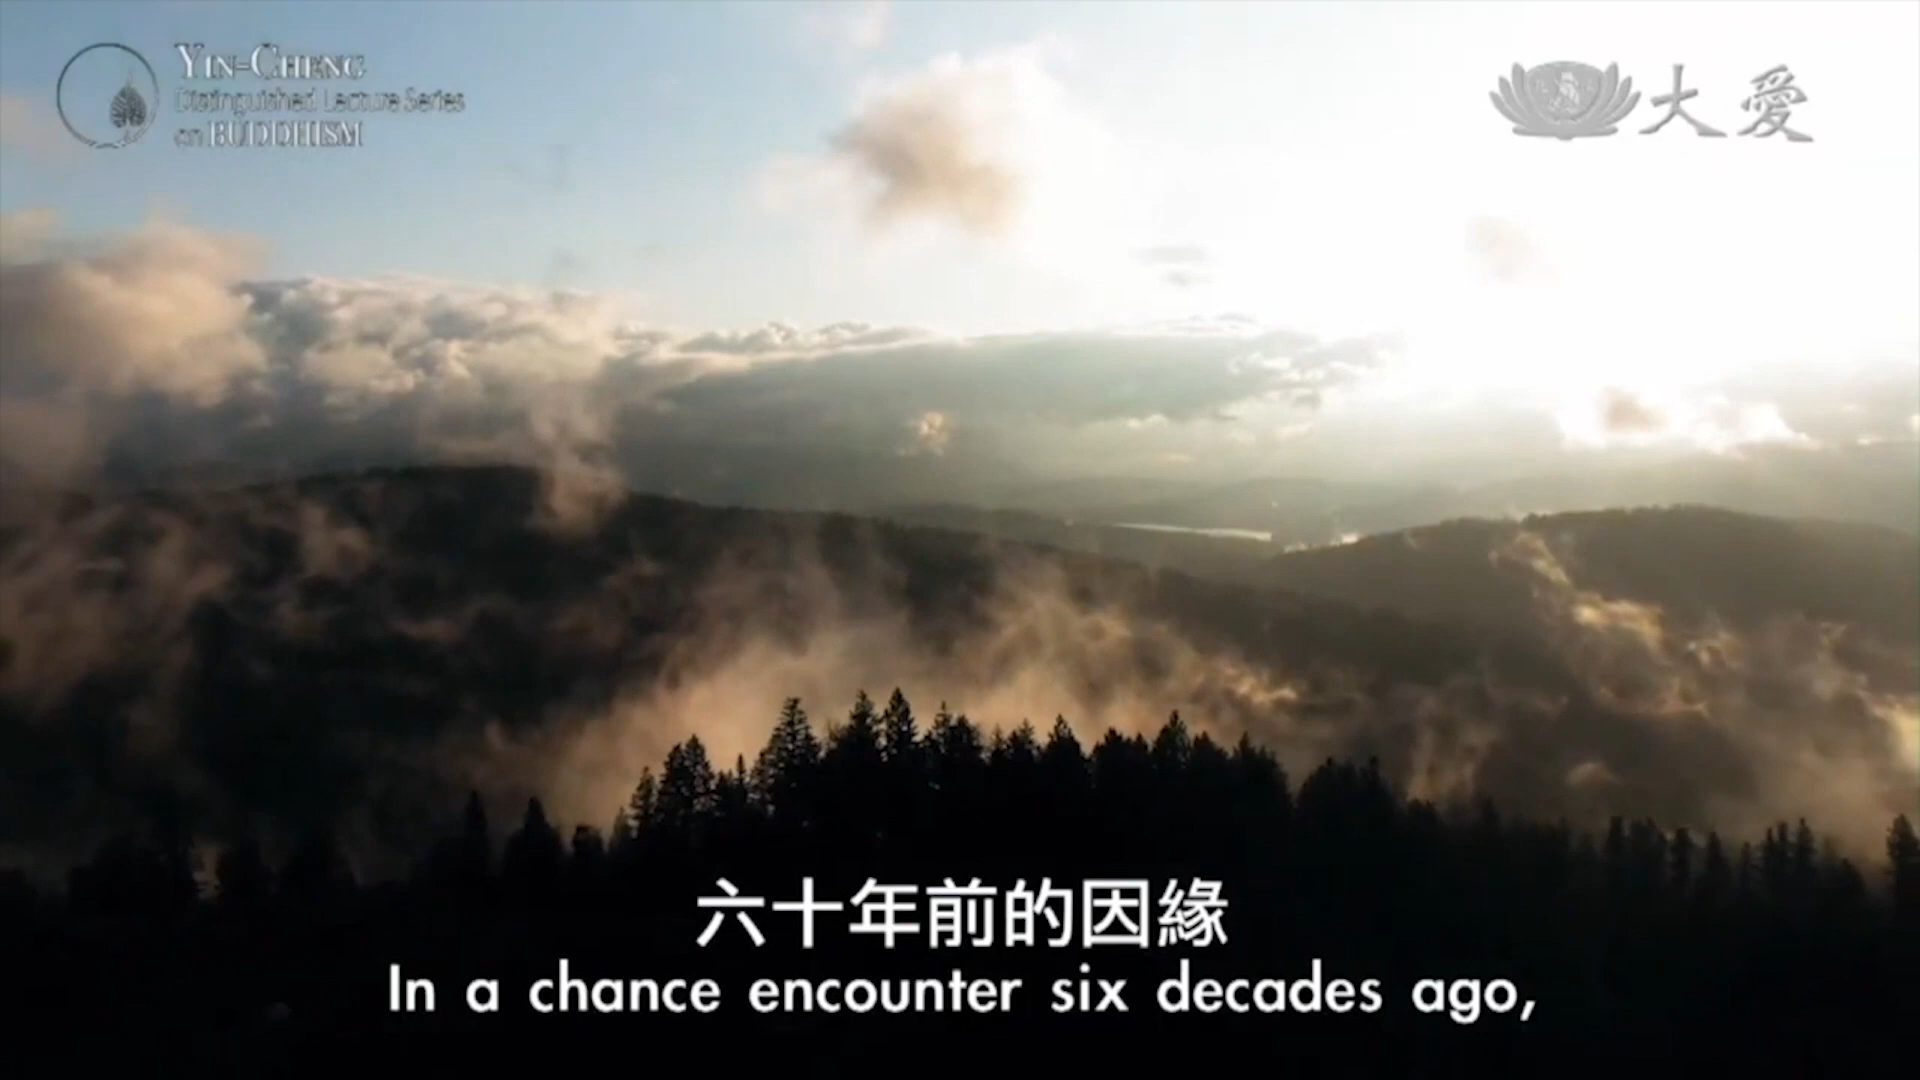 YIN-CHENG
Distinguished Lecture Series
on BUDDHISM
大愛
六十年前的因緣
In a chance encounter six decades ago,